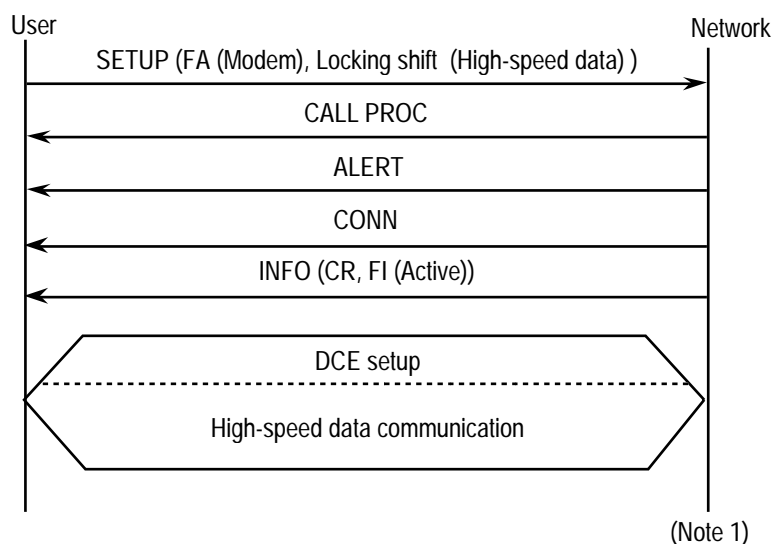 User
Network
SETUP (FA (Modem), Locking shift (High-speed data) )
CALL PROC
ALERT
CONN
INFO (CR, FI (Active))
DCE setup
High-speed data communication
(Note 1)